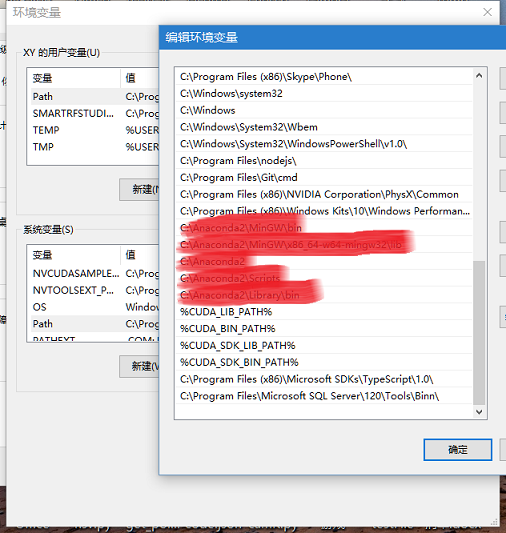 环境变量
编辑环境变量
XY 的用户变量(U)
变量 值
Path C:\Prog
SMARTRFSTUDI... C:\Prog
TEMP %USER
TMP %USER
新建(N
系统变量(S)
变量 值
NVCUDASAMPLE... C:\Prog
NVTOOLSEXT_P... C:\Prog
OS Windows
Path C:\Prog
PATHEXT .COM;
新建(W
C:\Program Files (x86)\Skype\Phone\
C:\Windows\system32
C:\Windows
C:\Windows\System32\Wbem
C:\Windows\System32\WindowsPowerShell\v1.0\
C:\Program Files\nodejs\
C:\Program Files\Git\cmd
C:\Program Files (x86)\NVIDIA Corporation\PhysX\Common
C:\Program Files (x86)\Windows Kits\10\Windows Performan...
C:\Anaconda2\MinGW\bin
C:\Anaconda2\MinGW\x86_64-w64-mingw32\lib
C:\Anaconda2
C:\Anaconda2\Scripts
C:\Anaconda2\Library\bin
%CUDA_LIB_PATH%
%CUDA_BIN_PATH%
%CUDA_SDK_LIB_PATH%
%CUDA_SDK_BIN_PATH%
C:\Program Files (x86)\Microsoft SDKs\TypeScript\1.0\
C:\Program Files\Microsoft SQL Server\120\Tools\Binn\
确定